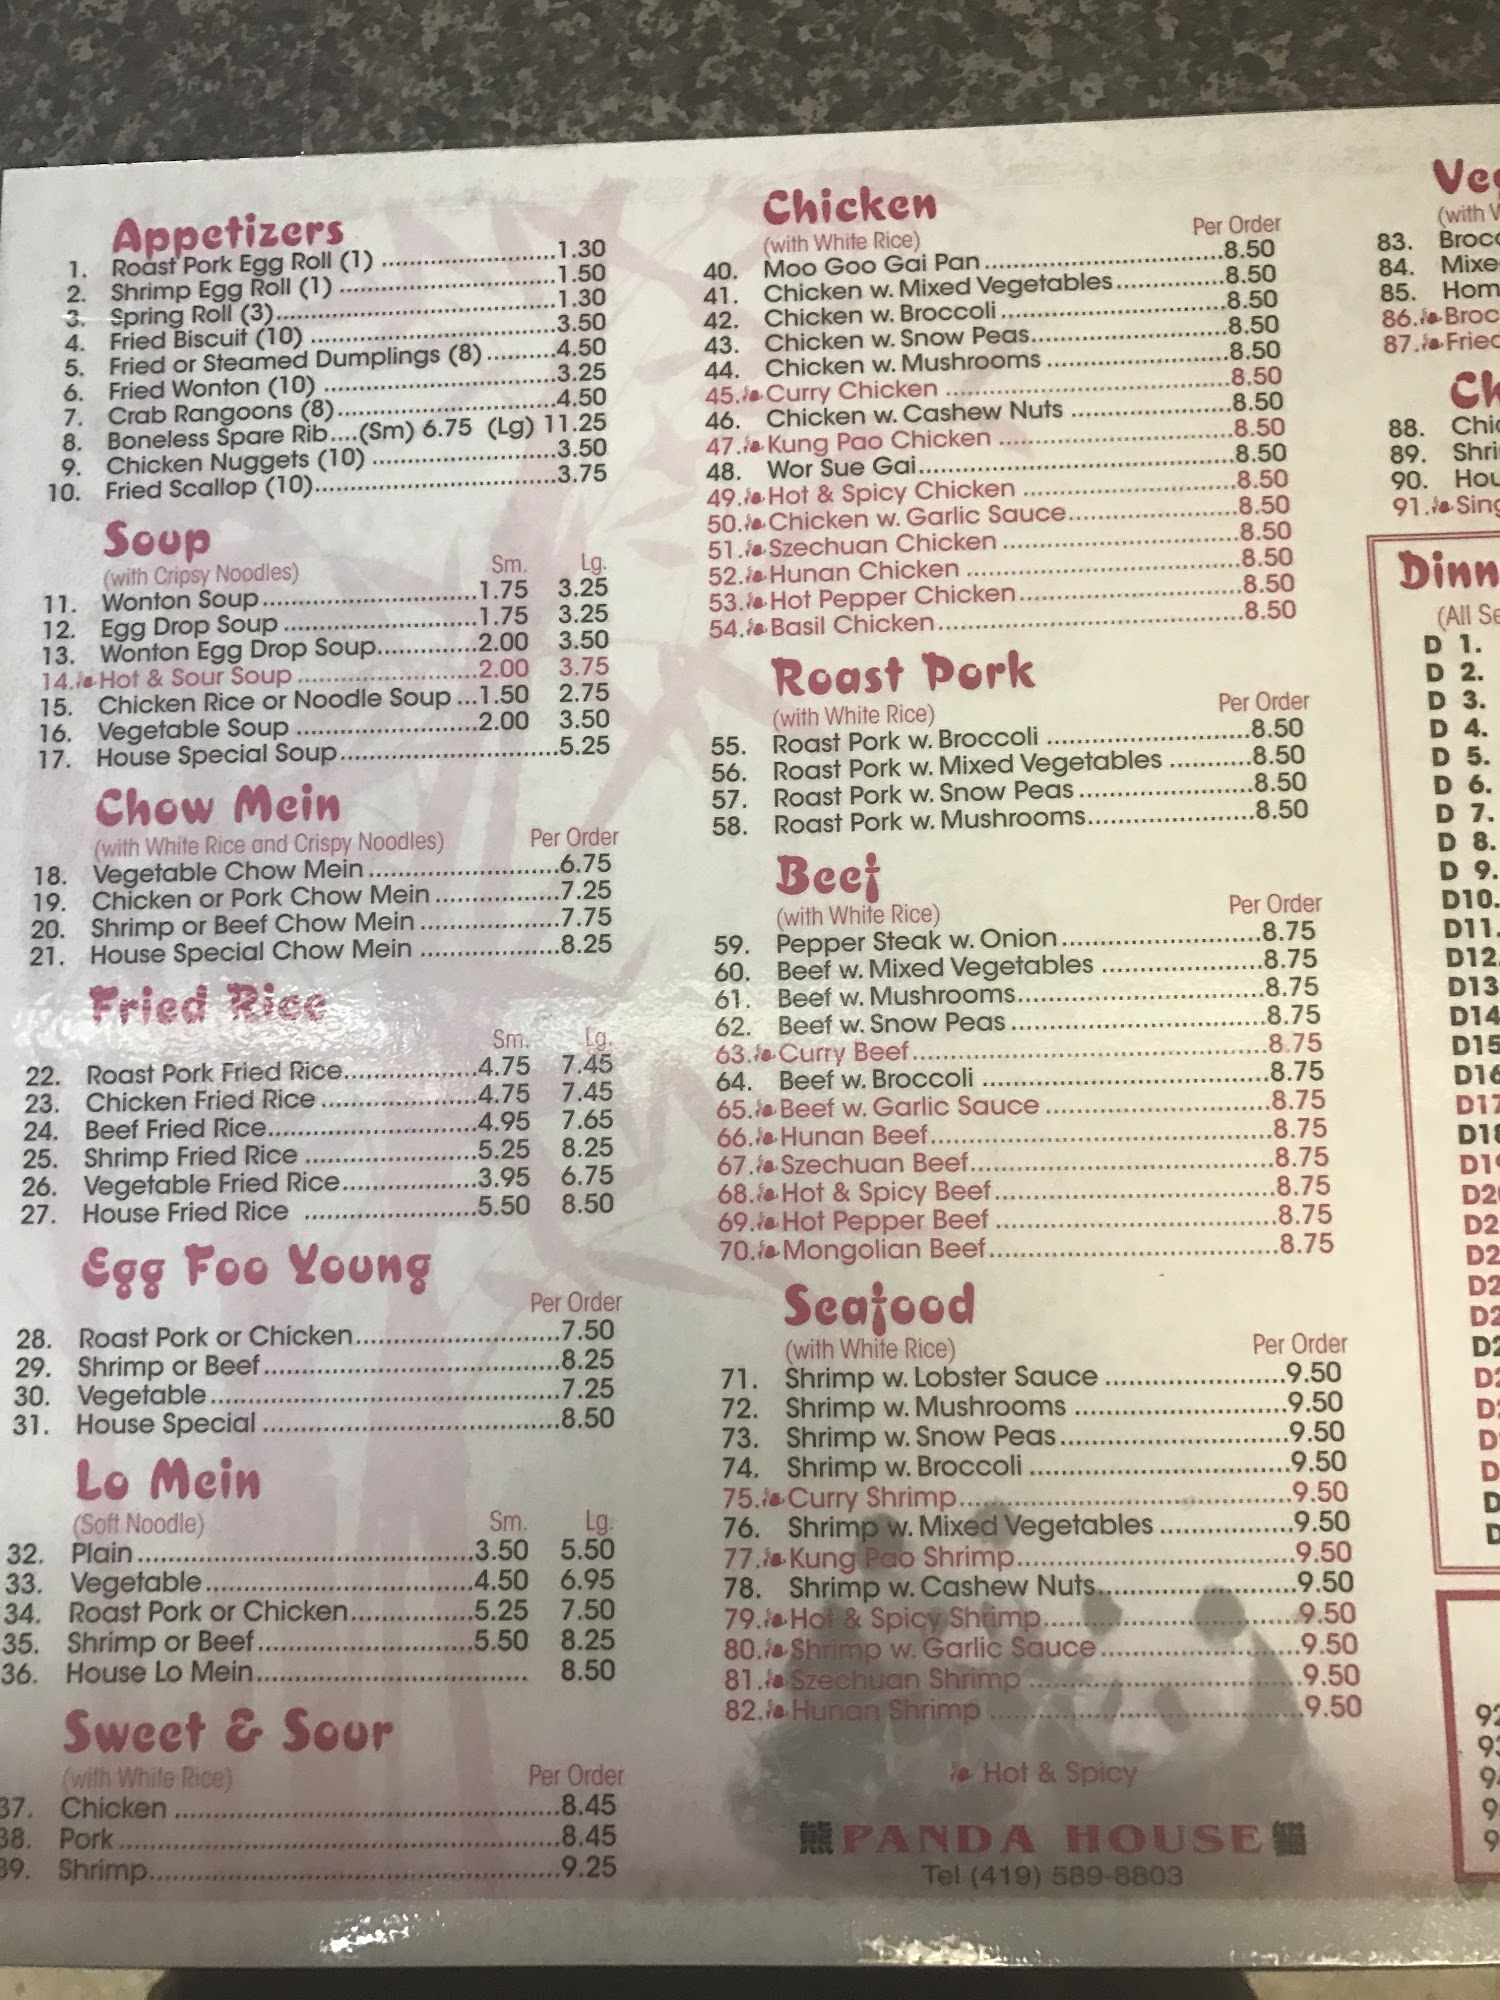 Appetizers
1. Roast Pork Egg Roll (1) 1.30
2. Shrimp Egg Roll (1) 1.50
3. Spring Roll (3) 1.30
4. Fried Biscuit (10) 3.50
5. Fried or Steamed Dumplings (8) 4.50
6. Fried Wonton (10) 3.25
7. Crab Rangoons (8) 4.50
8. Boneless Spare Rib....(Sm) 6.75 (Lg) 11.25
9. Chicken Nuggets (10) 3.50
10. Fried Scallop (10) 3.75
Soup
(with Cripsy Noodles) Sm. Lg.
11. Wonton Soup 1.75 3.25
12. Egg Drop Soup 1.75 3.25
13. Wonton Egg Drop Soup 2.00 3.50
14. Hot & Sour Soup 2.00 3.75
15. Chicken Rice or Noodle Soup ...1.50 2.75
16. Vegetable Soup 2.00 3.50
17. House Special Soup 5.25
Chow Mein
(with White Rice and Crispy Noodles) Per Order
18. Vegetable Chow Mein 6.75
19. Chicken or Pork Chow Mein 7.25
20. Shrimp or Beef Chow Mein 7.75
21. House Special Chow Mein 8.25
Fried Rice
Sm. Lg.
22. Roast Pork Fried Rice 4.75 7.45
23. Chicken Fried Rice 4.75 7.45
24. Beef Fried Rice 4.95 7.65
25. Shrimp Fried Rice 5.25 8.25
26. Vegetable Fried Rice 3.95 6.75
27. House Fried Rice 5.50 8.50
Egg Foo Young
Per Order
28. Roast Pork or Chicken 7.50
29. Shrimp or Beef 8.25
30. Vegetable 7.25
31. House Special 8.50
Lo Mein
(Soft Noodle) Sm. Lg.
32. Plain 3.50 5.50
33. Vegetable 4.50 6.95
34. Roast Pork or Chicken 5.25 7.50
35. Shrimp or Beef 5.50 8.25
36. House Lo Mein 8.50
Sweet & Sour
(with White Rice) Per Order
37. Chicken 8.45
38. Pork 8.45
39. Shrimp 9.25
Chicken
(with White Rice) Per Order
40. Moo Goo Gai Pan 8.50
41. Chicken w. Mixed Vegetables 8.50
42. Chicken w. Broccoli 8.50
43. Chicken w. Snow Peas 8.50
44. Chicken w. Mushrooms 8.50
45. Curry Chicken 8.50
46. Chicken w. Cashew Nuts 8.50
47. Kung Pao Chicken 8.50
48. Wor Sue Gai 8.50
49. Hot & Spicy Chicken 8.50
50. Chicken w. Garlic Sauce 8.50
51. Szechuan Chicken 8.50
52. Hunan Chicken 8.50
53. Hot Pepper Chicken 8.50
54. Basil Chicken 8.50
Roast Pork
(with White Rice) Per Order
55. Roast Pork w. Broccoli 8.50
56. Roast Pork w. Mixed Vegetables 8.50
57. Roast Pork w. Snow Peas 8.50
58. Roast Pork w. Mushrooms 8.50
Beef
(with White Rice) Per Order
59. Pepper Steak w. Onion 8.75
60. Beef w. Mixed Vegetables 8.75
61. Beef w. Mushrooms 8.75
62. Beef w. Snow Peas 8.75
63. Curry Beef 8.75
64. Beef w. Broccoli 8.75
65. Beef w. Garlic Sauce 8.75
66. Hunan Beef 8.75
67. Szechuan Beef 8.75
68. Hot & Spicy Beef 8.75
69. Hot Pepper Beef 8.75
70. Mongolian Beef 8.75
Seafood
(with White Rice) Per Order
71. Shrimp w. Lobster Sauce 9.50
72. Shrimp w. Mushrooms 9.50
73. Shrimp w. Snow Peas 9.50
74. Shrimp w. Broccoli 9.50
75. Curry Shrimp 9.50
76. Shrimp w. Mixed Vegetables 9.50
77. Kung Pao Shrimp 9.50
78. Shrimp w. Cashew Nuts 9.50
79. Hot & Spicy Shrimp 9.50
80. Shrimp w. Garlic Sauce 9.50
81. Szechuan Shrimp 9.50
82. Hunan Shrimp 9.50
Hot & Spicy
熊 PANDA HOUSE 貓
Tel (419) 589-8803
83.
84.
85.
86.
87.
88.
89.
90.
91.
(All
D 1.
D 2.
D 3.
D 4.
D 5.
D 6.
D 7.
D 8.
D 9.
D10.
D11.
D12.
D13
D14
D15
D16